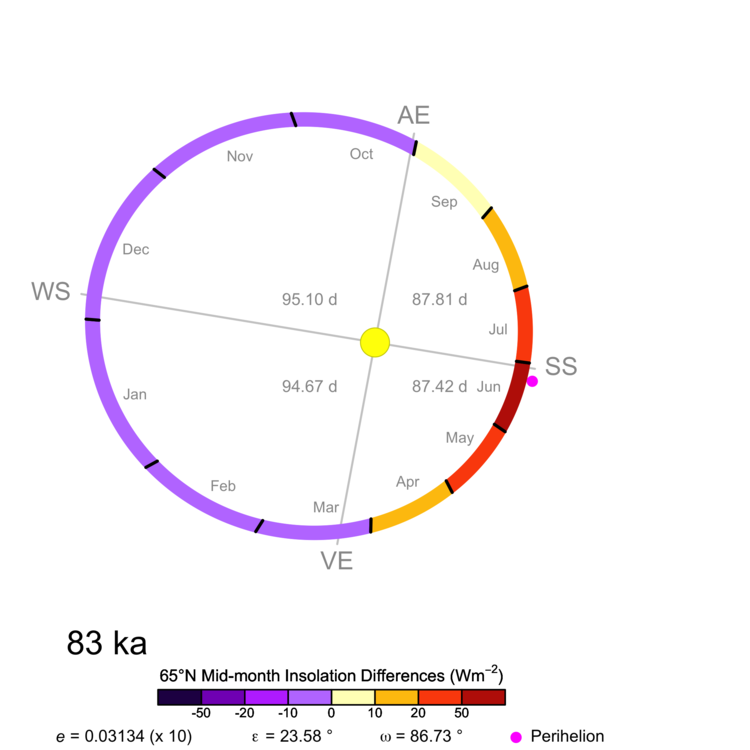 AE
Nov
Oct
Sep
Dec
Aug
WS
95.10 d
87.81 d
Jul
SS
94.67 d
87.42 d
Jun
Jan
May
Feb
Apr
Mar
VE
83 ka
65°N Mid-month Insolation Differences (Wm⁻²)
-50 -20 -10 0 10 20 50
e = 0.03134 (x 10) ε = 23.58 ° ω = 86.73 ° Perihelion